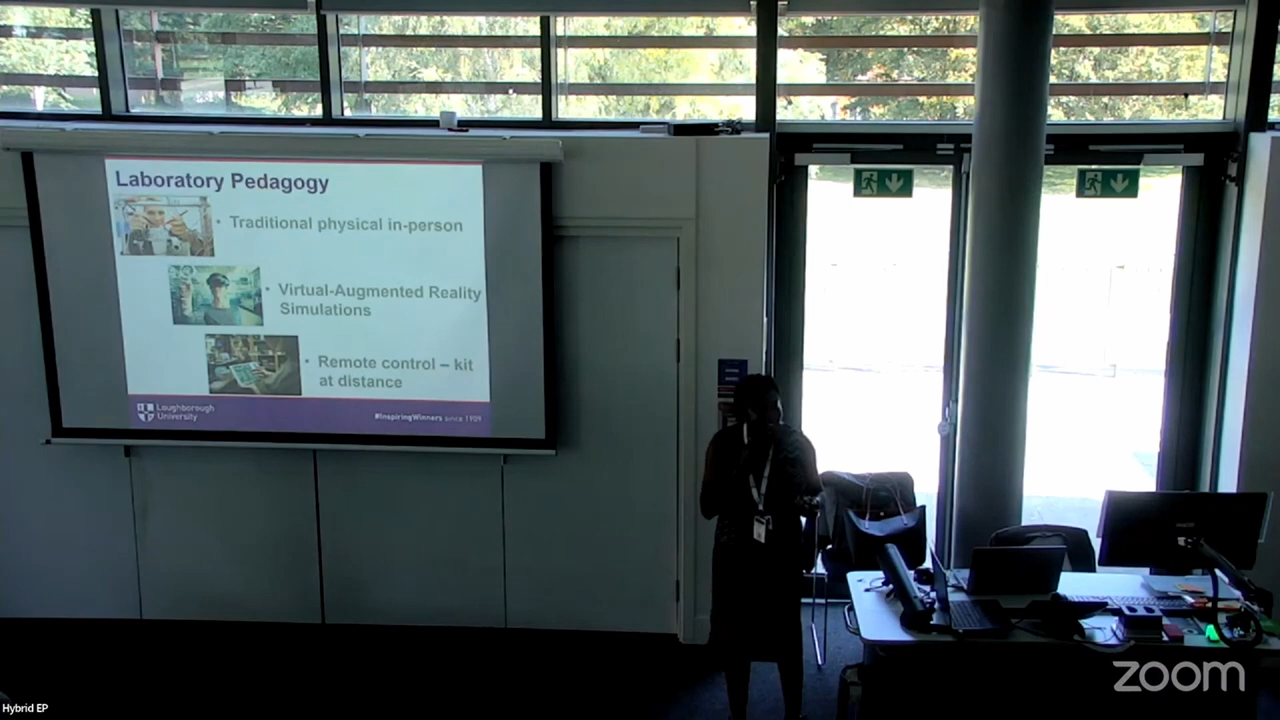 Laboratory Pedagogy
• Traditional physical in-person
• Virtual-Augmented Reality
Simulations
• Remote control – kit
at distance
Loughborough
University
#InspiringWinners since 1909
zoom
Hybrid EP